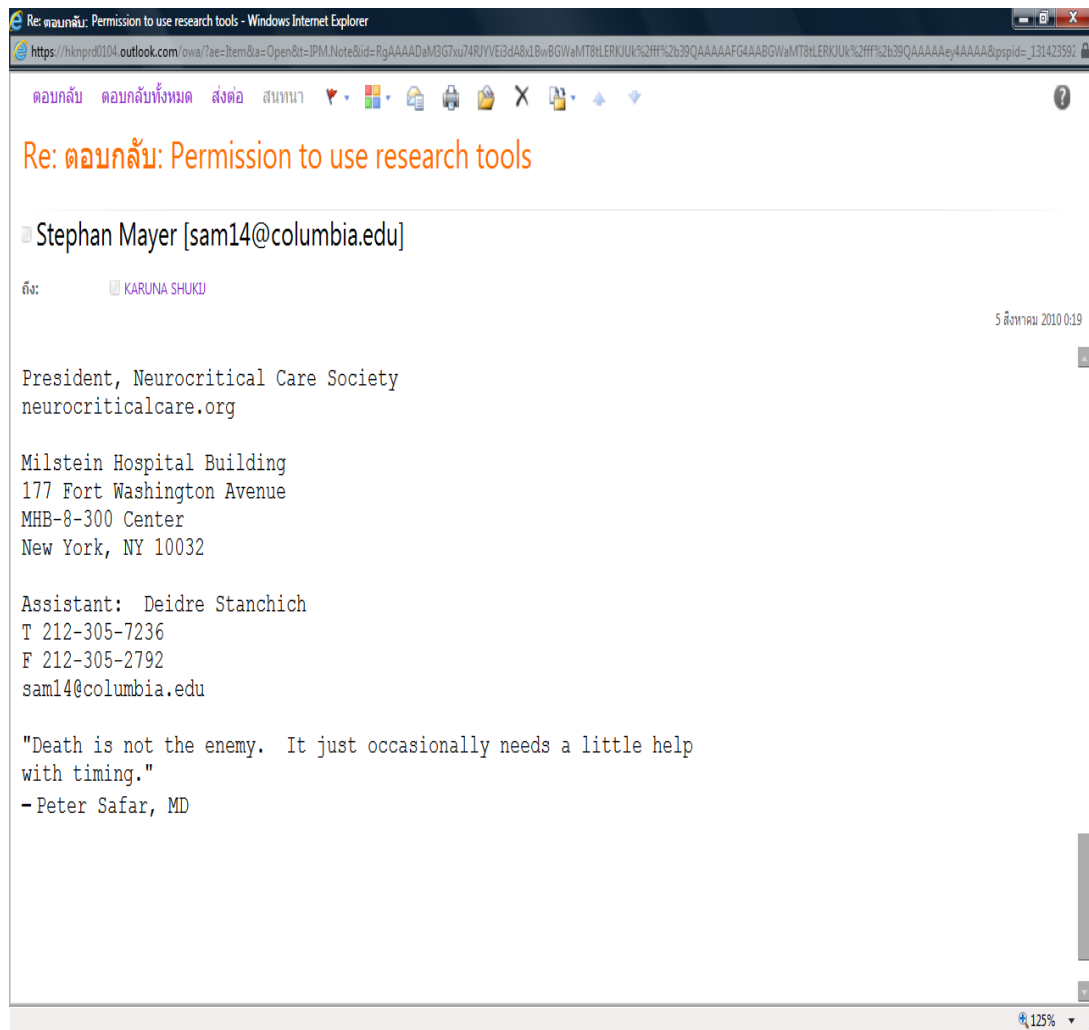 Re: ตอบกลับ: Permission to use research tools - Windows Internet Explorer
ตอบกลับ ตอบกลับทั้งหมด ส่งต่อ สนทนา
Re: ตอบกลับ: Permission to use research tools
Stephan Mayer [sam14@columbia.edu]
ถึง: KARUNA SHUKIJ
5 สิงหาคม 2010 0:19
President, Neurocritical Care Society
neurocriticalcare.org
Milstein Hospital Building
177 Fort Washington Avenue
MHB-8-300 Center
New York, NY 10032
Assistant:  Deidre Stanchich
T 212-305-7236
F 212-305-2792
sam14@columbia.edu
"Death is not the enemy.  It just occasionally needs a little help
with timing."
– Peter Safar, MD
125%